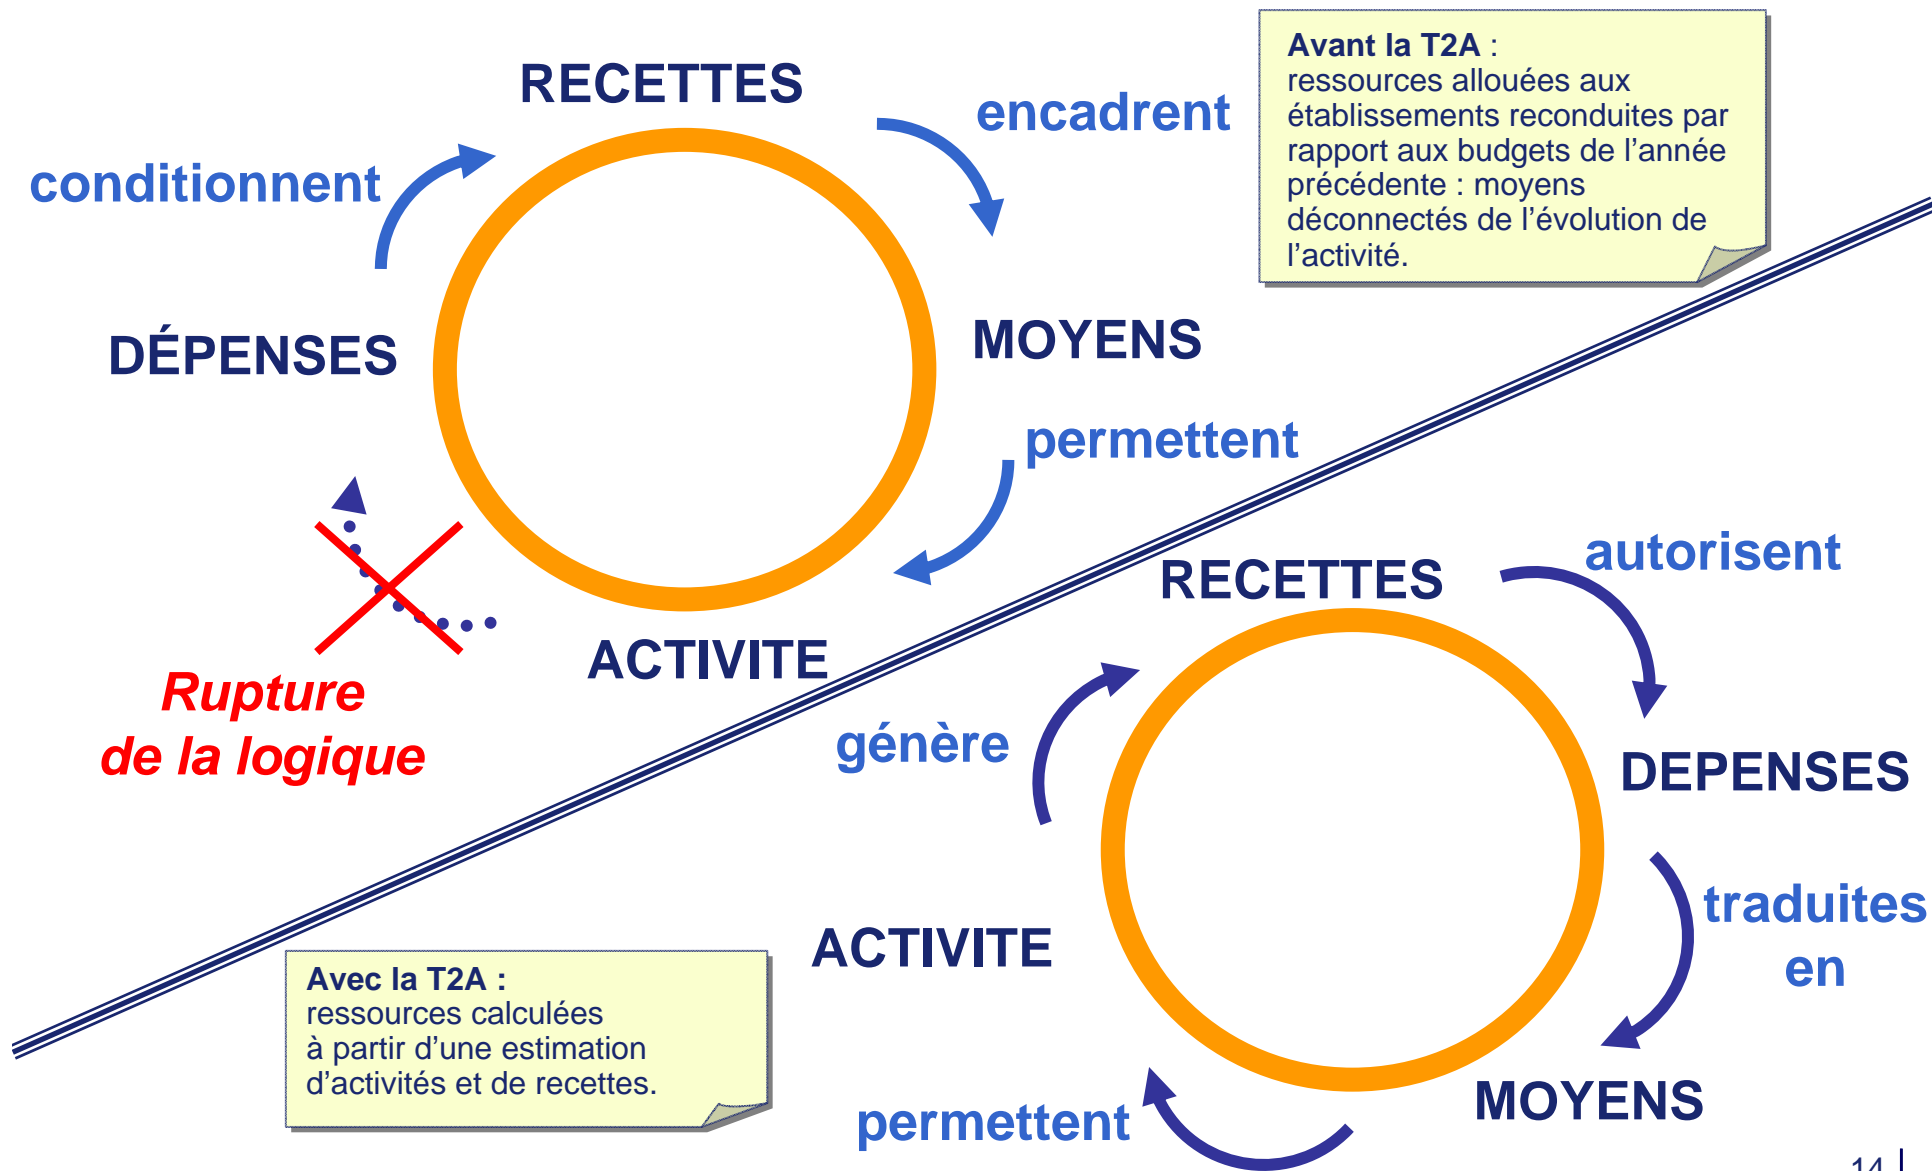 RECETTES
encadrent
conditionnent
DÉPENSES
MOYENS
permettent
ACTIVITE
Rupture
de la logique
Avant la T2A :
ressources allouées aux
établissements reconduites par
rapport aux budgets de l’année
précédente : moyens
déconnectés de l’évolution de
l’activité.
RECETTES
autorisent
génère
DEPENSES
traduites
en
ACTIVITE
MOYENS
permettent
Avec la T2A :
ressources calculées
à partir d’une estimation
d’activités et de recettes.
14